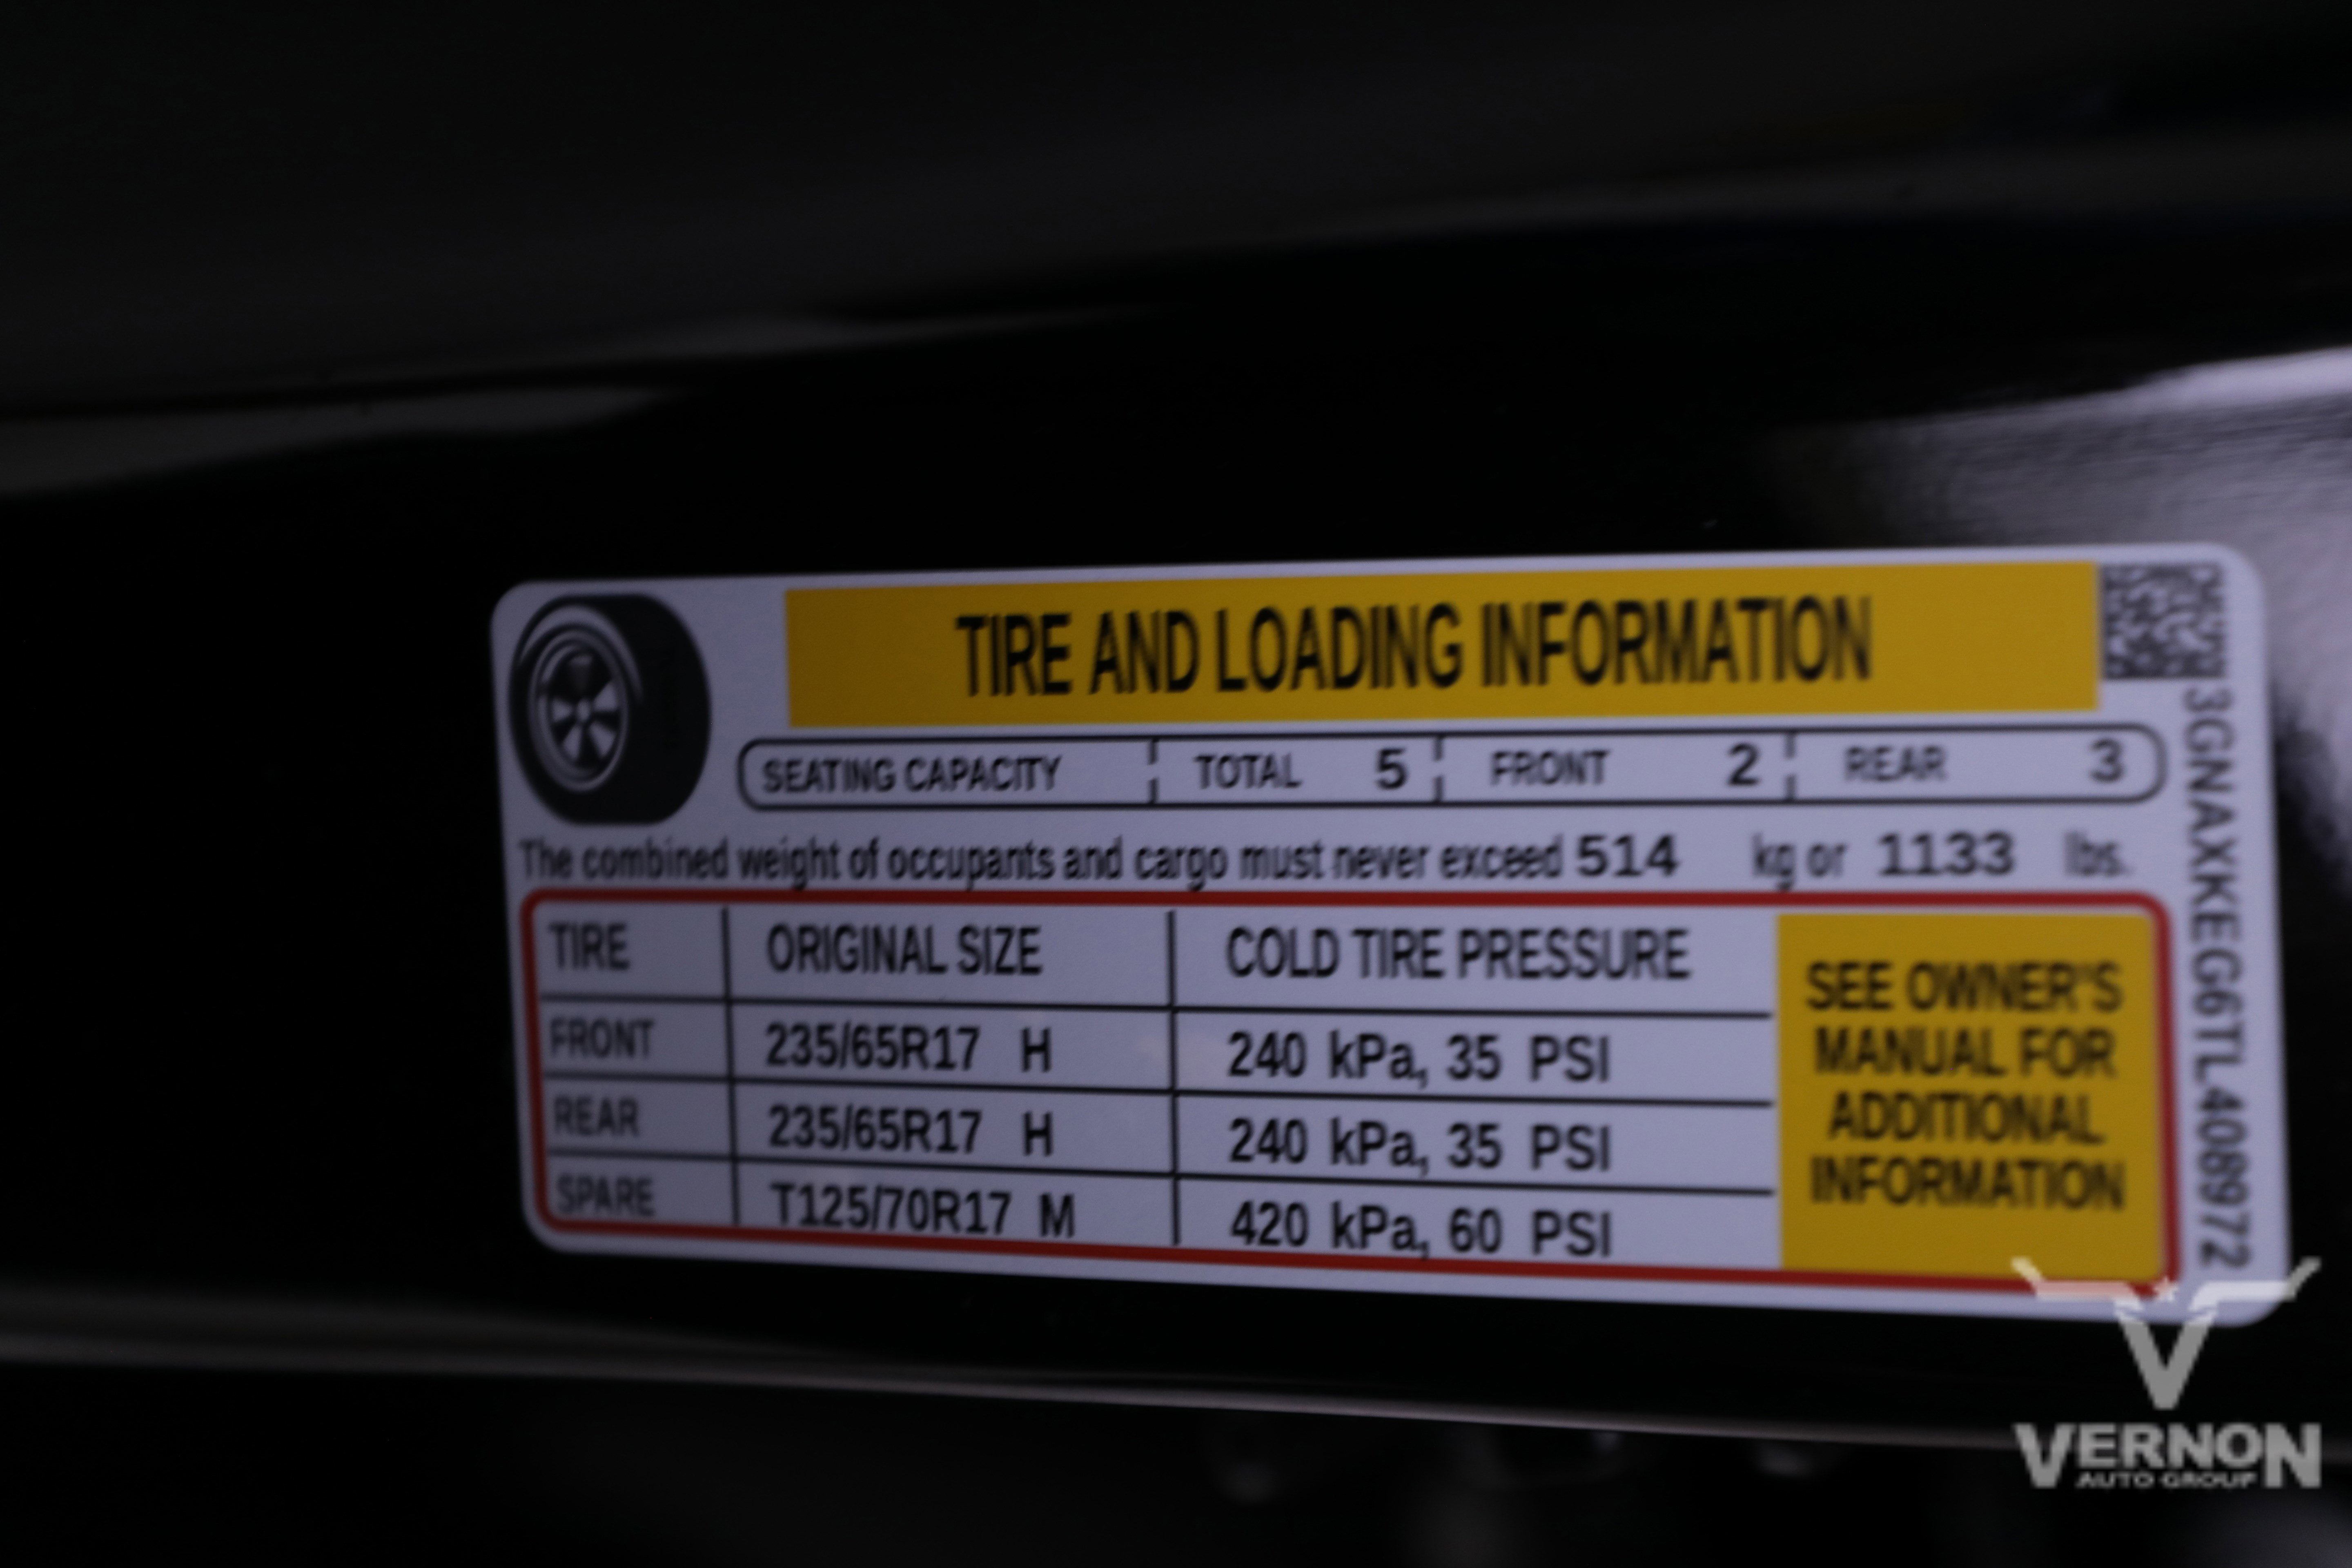 TIRE AND LOADING INFORMATION
SEATING CAPACITY TOTAL 5 FRONT 2 REAR 3
The combined weight of occupants and cargo must never exceed 514 kg or 1133 lbs.
TIRE ORIGINAL SIZE COLD TIRE PRESSURE
FRONT 235/65R17 H 240 kPa, 35 PSI
REAR 235/65R17 H 240 kPa, 35 PSI
SPARE T125/70R17 M 420 kPa, 60 PSI
SEE OWNER'S
MANUAL FOR
ADDITIONAL
INFORMATION
3GNAXKEG6TL408972
VERNON
AUTO GROUP